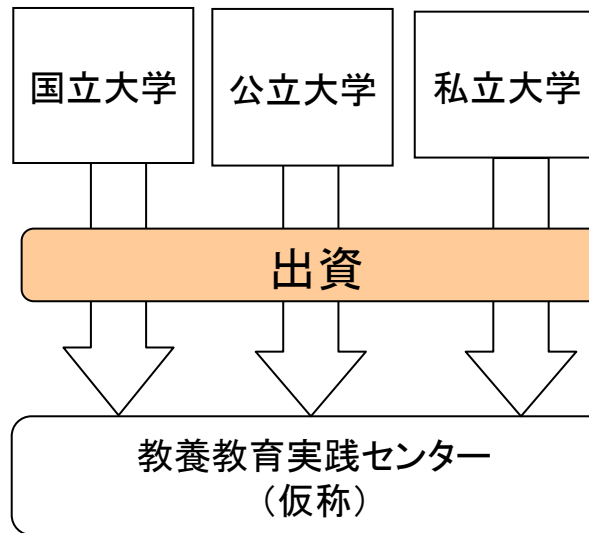 国立大学
公立大学
私立大学
出資
教養教育実践センター
（仮称）